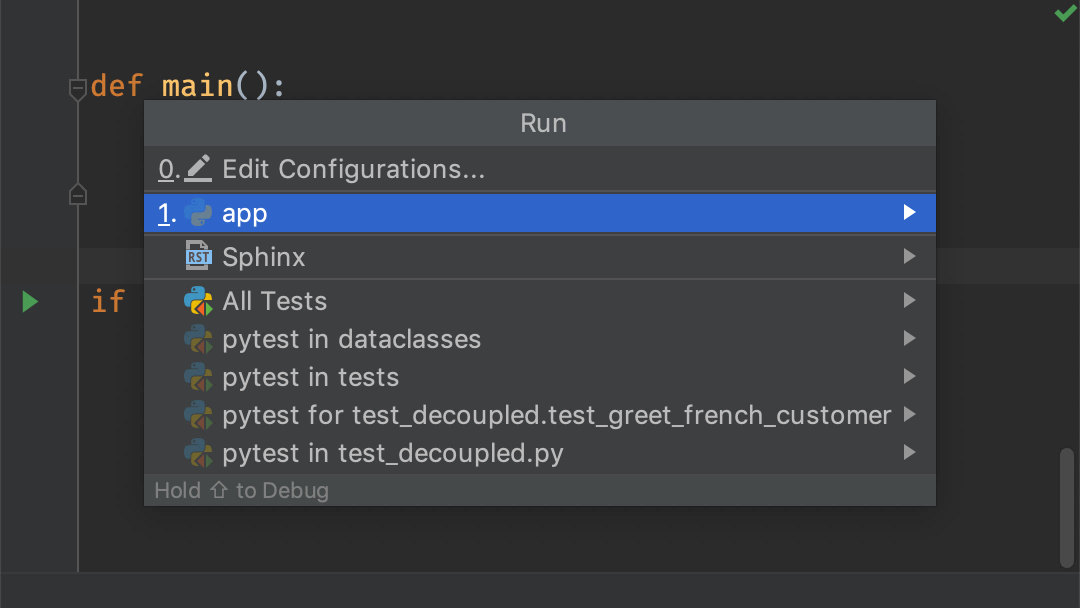 def main():
Run
0. Edit Configurations...
1. app
RST Sphinx
All Tests
pytest in dataclasses
if
pytest in tests
pytest for test_decoupled.test_greet_french_customer
pytest in test_decoupled.py
Hold ⇧ to Debug